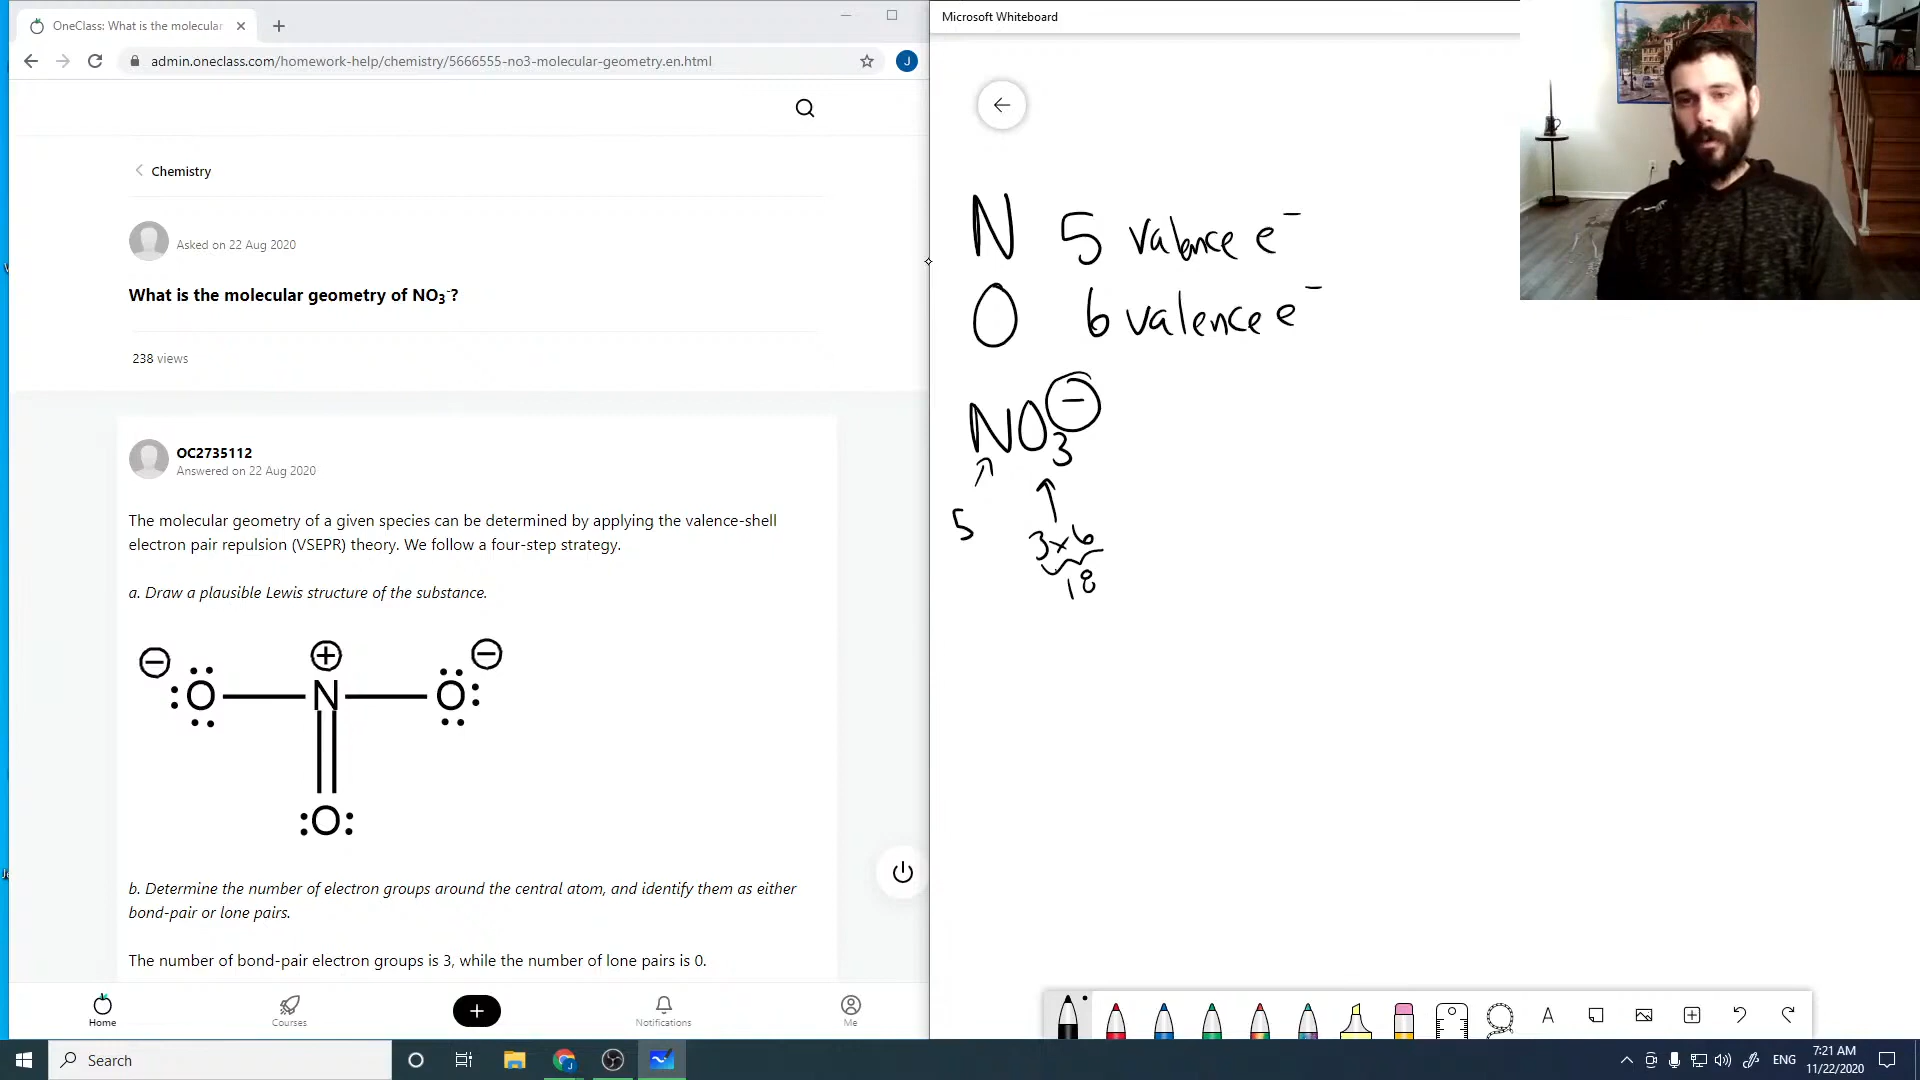 OneClass: What is the molecular
admin.oneclass.com/homework-help/chemistry/5666555-no3-molecular-geometry.en.html
J
Chemistry
Asked on 22 Aug 2020
What is the molecular geometry of NO₃⁻?
238 views
OC2735112
Answered on 22 Aug 2020
The molecular geometry of a given species can be determined by applying the valence-shell
electron pair repulsion (VSEPR) theory. We follow a four-step strategy.
a. Draw a plausible Lewis structure of the substance.
⊖ ⊕ ⊖
:O N O:
:O:
b. Determine the number of electron groups around the central atom, and identify them as either
bond-pair or lone pairs.
The number of bond-pair electron groups is 3, while the number of lone pairs is 0.
Home
Courses
Notifications
Me
Microsoft Whiteboard
N 5 valence e⁻
O 6 valence e⁻
NO₃⁻
5
3×6
18
A
Search
J
ENG
7:21 AM
11/22/2020